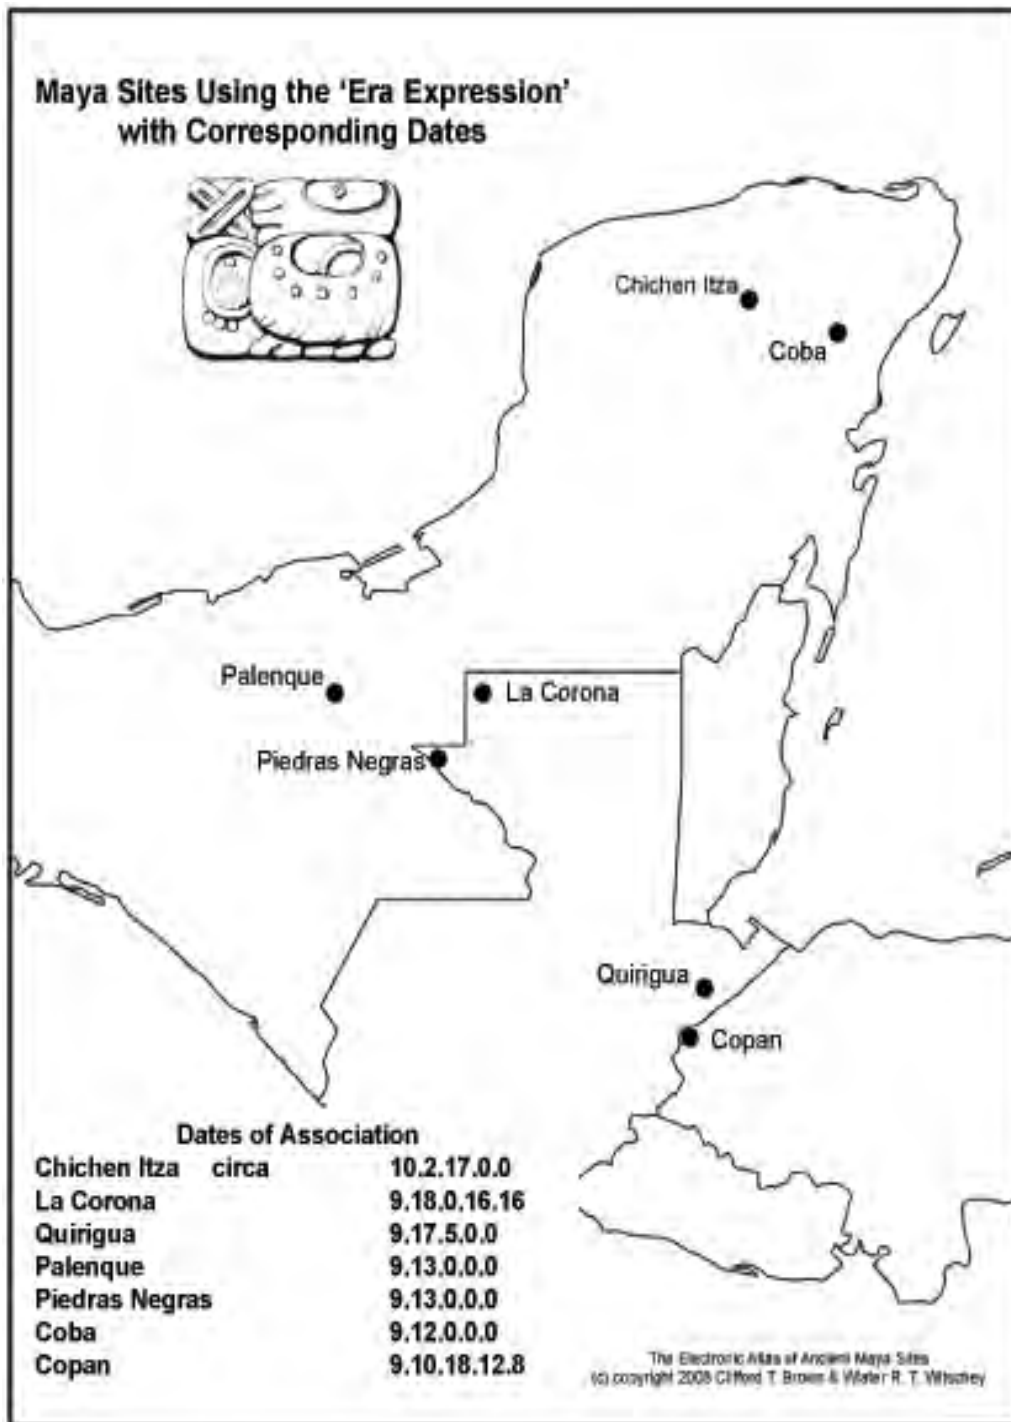 Maya Sites Using the 'Era Expression'
with Corresponding Dates
Chichen Itza
Coba
Palenque
La Corona
Piedras Negras
Quirigua
Copan
Dates of Association
Chichen Itza circa 10.2.17.0.0
La Corona 9.18.0.16.16
Quirigua 9.17.5.0.0
Palenque 9.13.0.0.0
Piedras Negras 9.13.0.0.0
Coba 9.12.0.0.0
Copan 9.10.18.12.8
The Electronic Atlas of Ancient Maya Sites
(c) copyright 2008 Clifford T. Brown & Walter R. T. Witschey